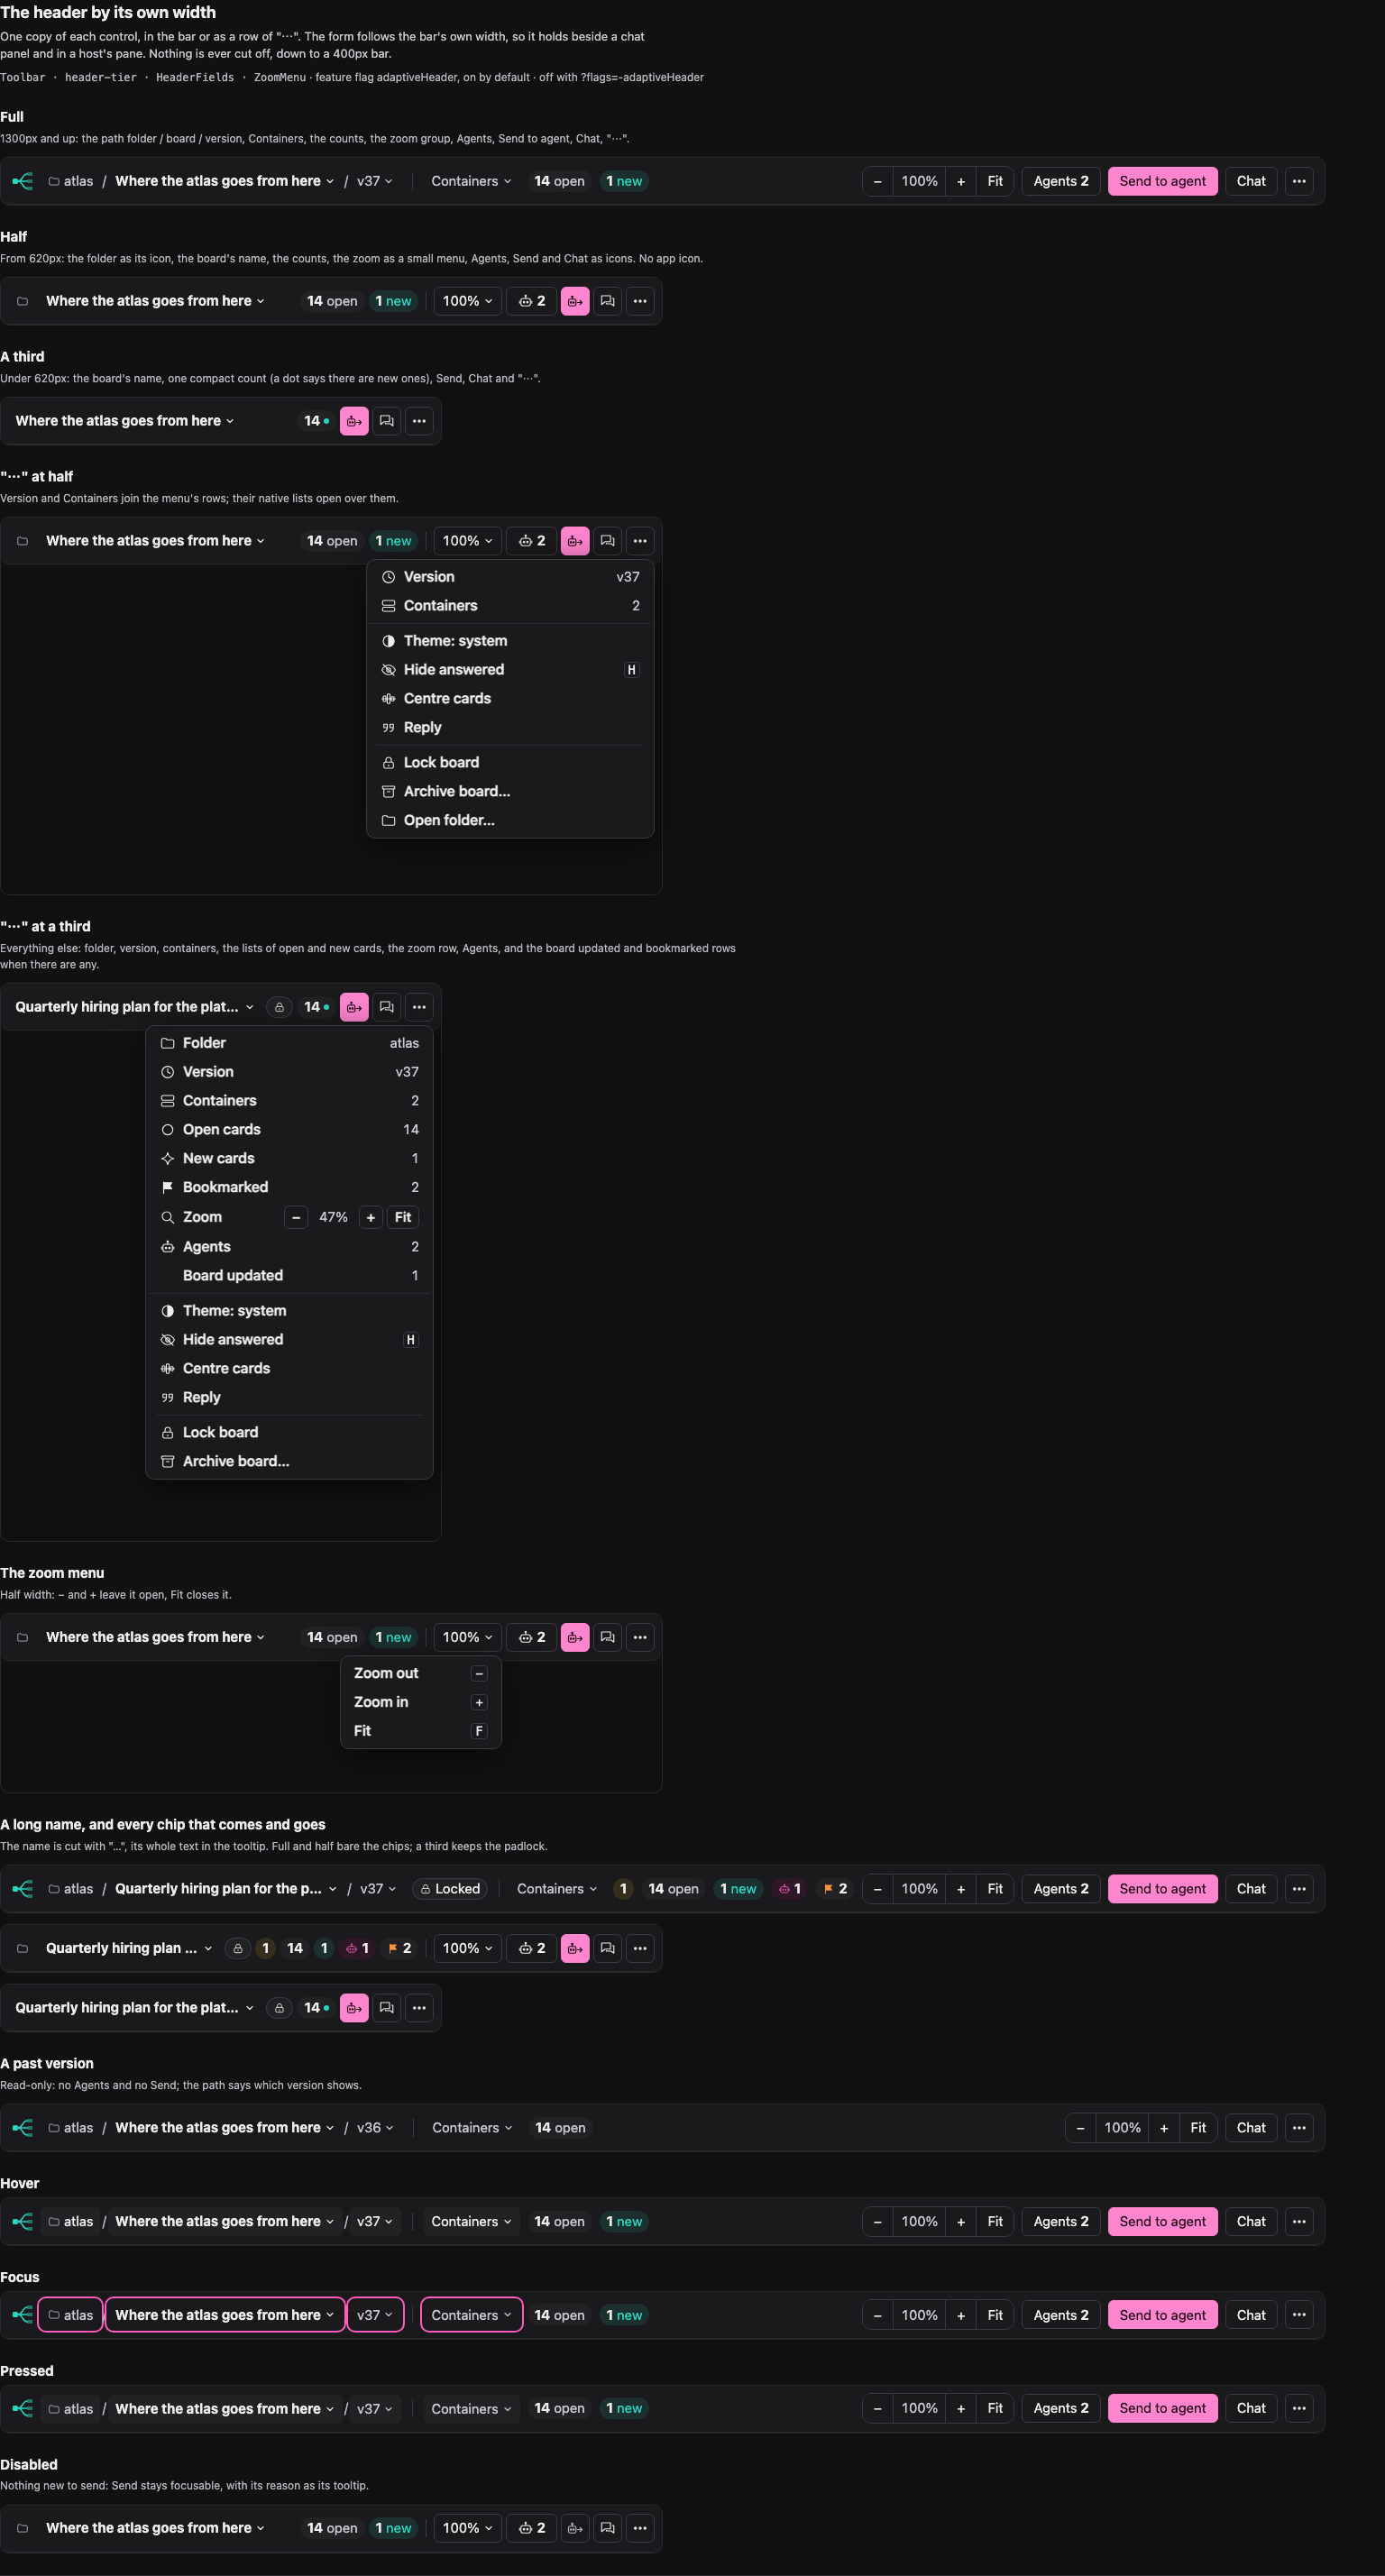 The header by its own width
One copy of each control, in the bar or as a row of "···". The form follows the bar's own width, so it holds beside a chat
panel and in a host's pane. Nothing is ever cut off, down to a 400px bar.
Toolbar · header-tier · HeaderFields · ZoomMenu · feature flag adaptiveHeader, on by default · off with ?flags=-adaptiveHeader
Full
1300px and up: the path folder / board / version, Containers, the counts, the zoom group, Agents, Send to agent, Chat, "···".
atlas / Where the atlas goes from here / v37 Containers 14 open 1 new − 100% + Fit Agents 2 Send to agent Chat ···
Half
From 620px: the folder as its icon, the board's name, the counts, the zoom as a small menu, Agents, Send and Chat as icons. No app icon.
Where the atlas goes from here 14 open 1 new 100% 2 ···
A third
Under 620px: the board's name, one compact count (a dot says there are new ones), Send, Chat and "···".
Where the atlas goes from here 14 ···
"···" at half
Version and Containers join the menu's rows; their native lists open over them.
Where the atlas goes from here 14 open 1 new 100% 2 ···
Version v37
Containers 2
Theme: system
Hide answered H
Centre cards
Reply
Lock board
Archive board...
Open folder...
"···" at a third
Everything else: folder, version, containers, the lists of open and new cards, the zoom row, Agents, and the board updated and bookmarked rows
when there are any.
Quarterly hiring plan for the plat... 14 ···
Folder atlas
Version v37
Containers 2
Open cards 14
New cards 1
Bookmarked 2
Zoom − 47% + Fit
Agents 2
Board updated 1
Theme: system
Hide answered H
Centre cards
Reply
Lock board
Archive board...
The zoom menu
Half width: − and + leave it open, Fit closes it.
Where the atlas goes from here 14 open 1 new 100% 2 ···
Zoom out −
Zoom in +
Fit F
A long name, and every chip that comes and goes
The name is cut with "…", its whole text in the tooltip. Full and half bare the chips; a third keeps the padlock.
atlas / Quarterly hiring plan for the p... / v37 Locked Containers 1 14 open 1 new 1 2 − 100% + Fit Agents 2 Send to agent Chat ···
Quarterly hiring plan ... 1 14 1 1 2 100% 2 ···
Quarterly hiring plan for the plat... 14 ···
A past version
Read-only: no Agents and no Send; the path says which version shows.
atlas / Where the atlas goes from here / v36 Containers 14 open − 100% + Fit Chat ···
Hover
atlas / Where the atlas goes from here / v37 Containers 14 open 1 new − 100% + Fit Agents 2 Send to agent Chat ···
Focus
atlas / Where the atlas goes from here v37 Containers 14 open 1 new − 100% + Fit Agents 2 Send to agent Chat ···
Pressed
atlas / Where the atlas goes from here / v37 Containers 14 open 1 new − 100% + Fit Agents 2 Send to agent Chat ···
Disabled
Nothing new to send: Send stays focusable, with its reason as its tooltip.
Where the atlas goes from here 14 open 1 new 100% 2 ···